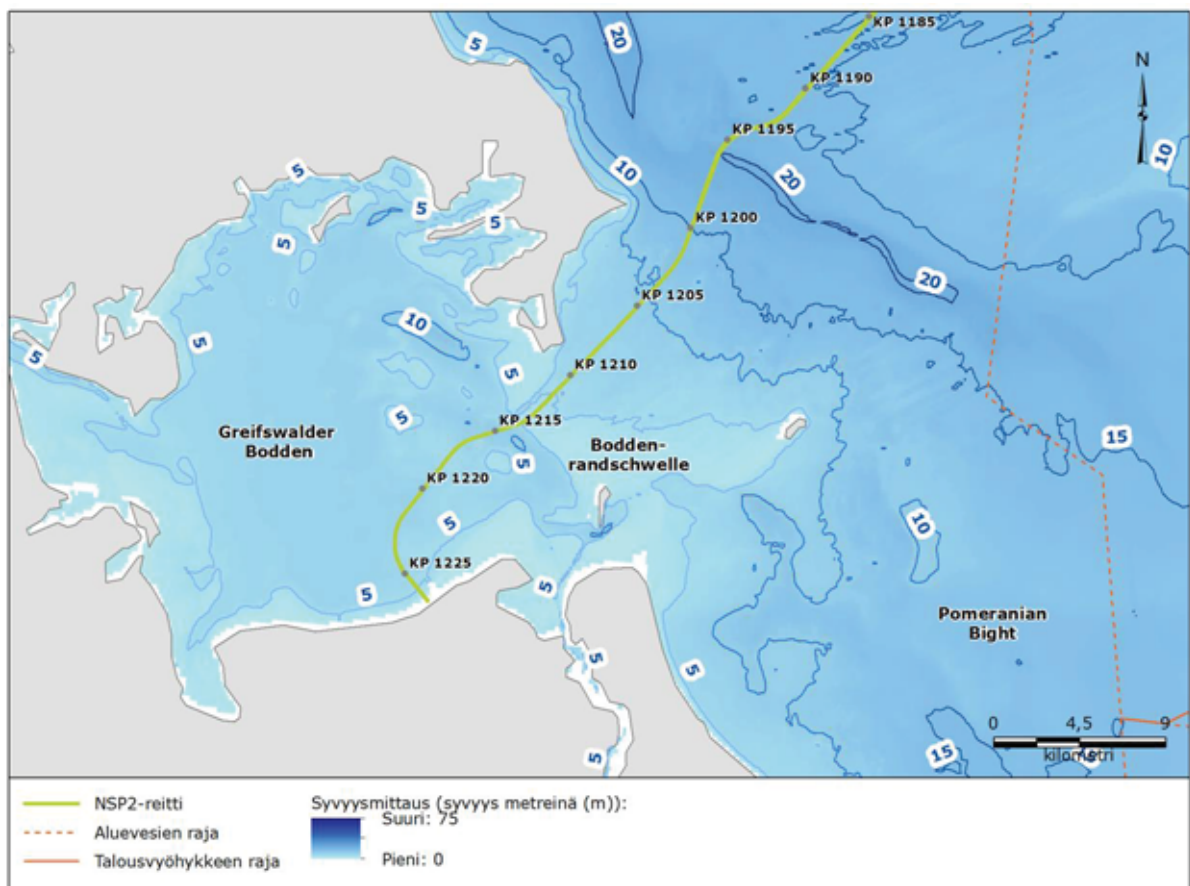 KP 1185
5
20
N
KP 1190
KP 1195
10
10
5
20
5
5
KP 1200
5
20
KP 1205
10
5
5
KP 1210
5
15
5
KP 1215
Greifswalder
Bodden
Bodden-
randschwelle
5
KP 1220
5
10
KP 1225
5
5
Pomeranian
Bight
5
5
0 4,5 9
kilometri
15
15
5
NSP2-reitti
Aluevesien raja
Talousvyöhykkeen raja
Syvyysmittaus (syvyys metreinä (m)):
Suuri: 75
Pieni: 0